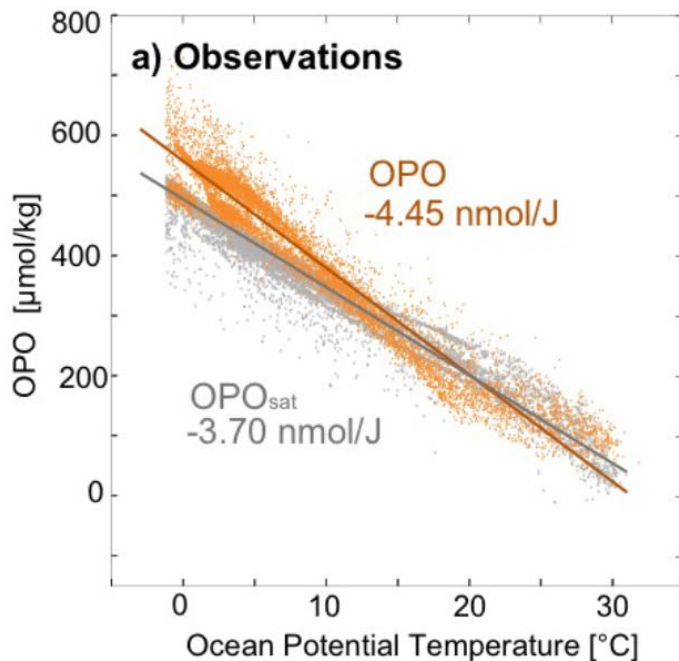 800
a) Observations
600
OPO
-4.45 nmol/J
400
OPO [µmol/kg]
200
OPOsat
-3.70 nmol/J
0
0 10 20 30
Ocean Potential Temperature [°C]